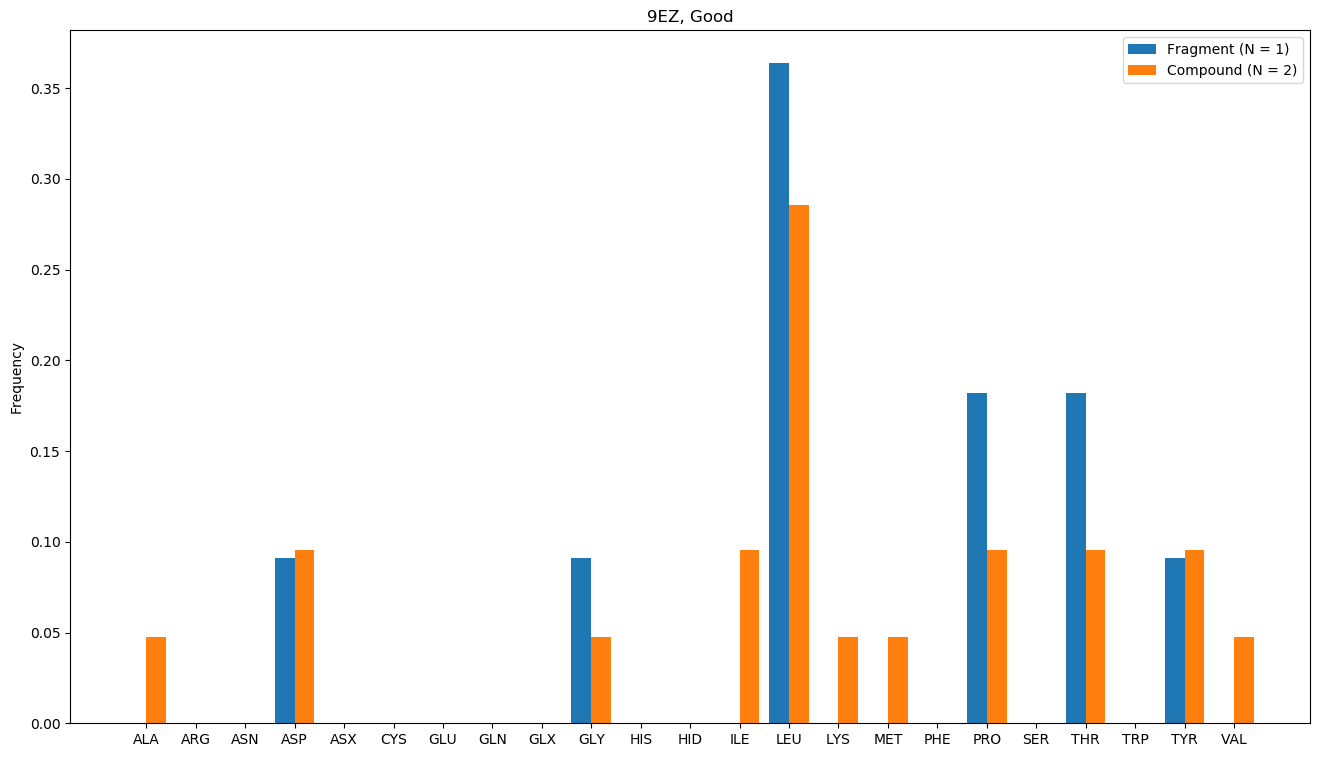 9EZ, Good
Fragment (N = 1)
Compound (N = 2)
Frequency
0.35
0.30
0.25
0.20
0.15
0.10
0.05
0.00
ALA ARG ASN ASP ASX CYS GLU GLN GLX GLY HIS HID ILE LEU LYS MET PHE PRO SER THR TRP TYR VAL